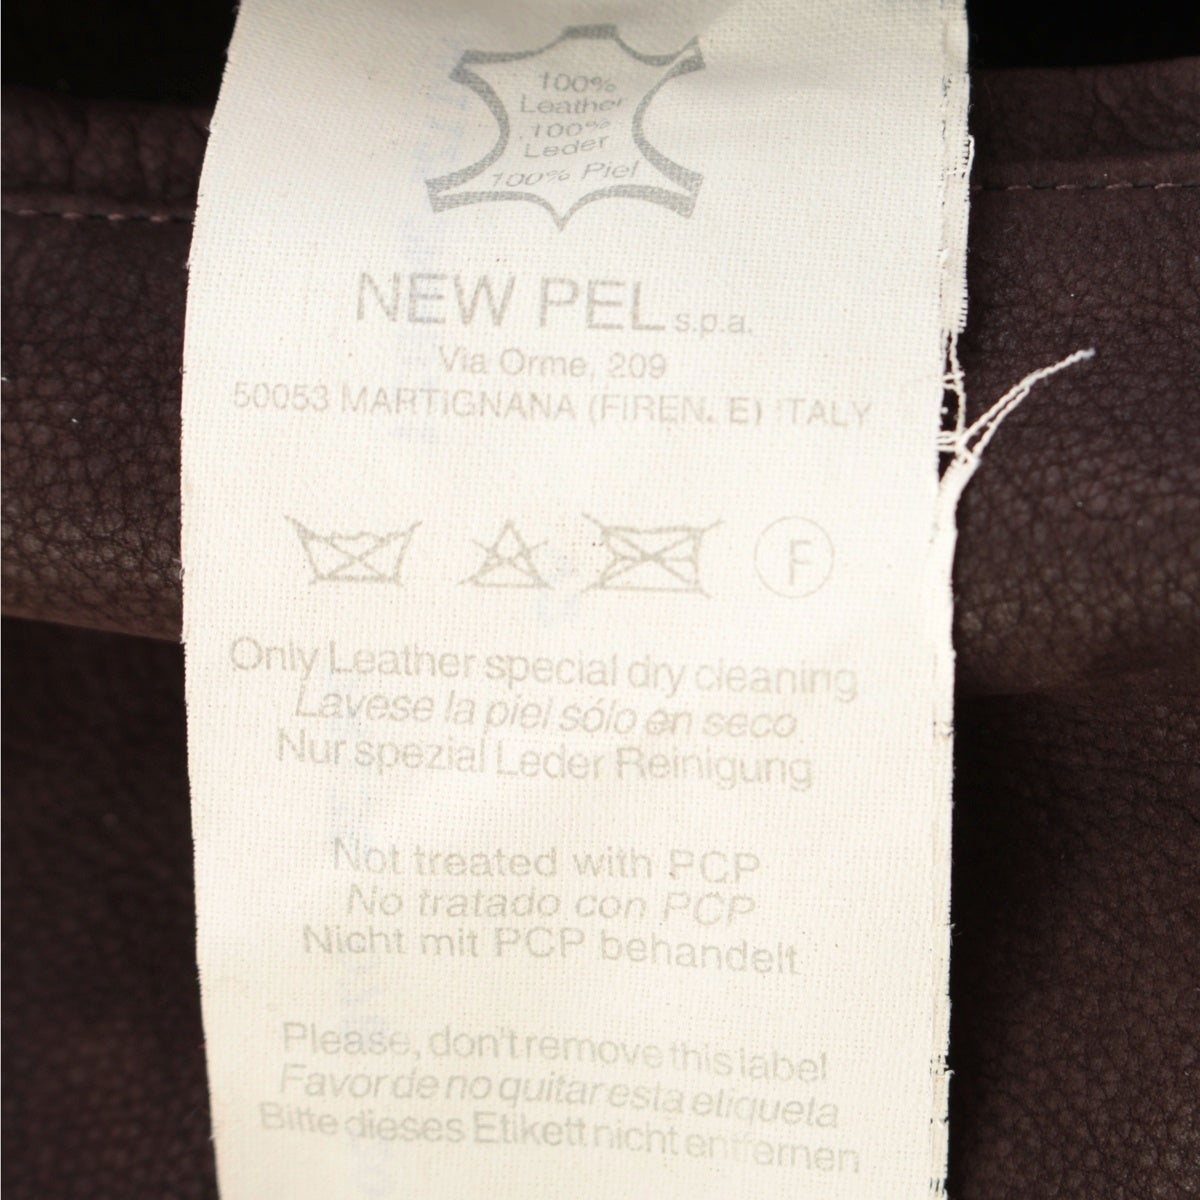 100%
Leather
100%
Leder
100% Piel
NEW PEL s.p.a.
Via Orme, 209
50053 MARTIGNANA (FIREN. E) ITALY
F
Only Leather special dry cleaning
Lavese la piel sólo en seco
Nur spezial Leder Reinigung
Not treated with PCP
No tratado con PCP
Nicht mit PCP behandelt
Please, don't remove this label
Favor de no quitar esta etiqueta
Bitte dieses Etikett nicht entfernen